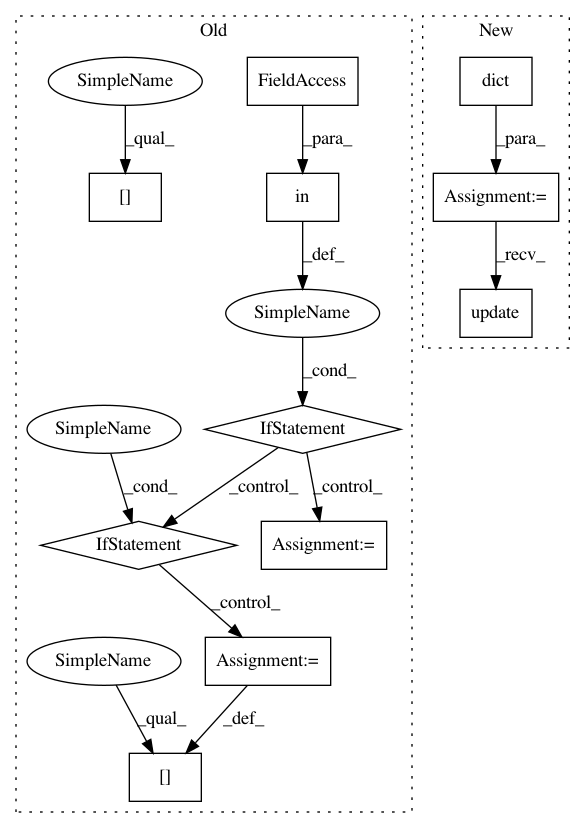 Old
New
SimpleName
FieldAccess
dict
_qual_
_para_
_para_
[]
in
Assignment:=
_def_
_recv_
SimpleName
update
_cond_
SimpleName
IfStatement
_cond_
_control_
_control_
IfStatement
Assignment:=
_control_
SimpleName
Assignment:=
_qual_
_def_
[]